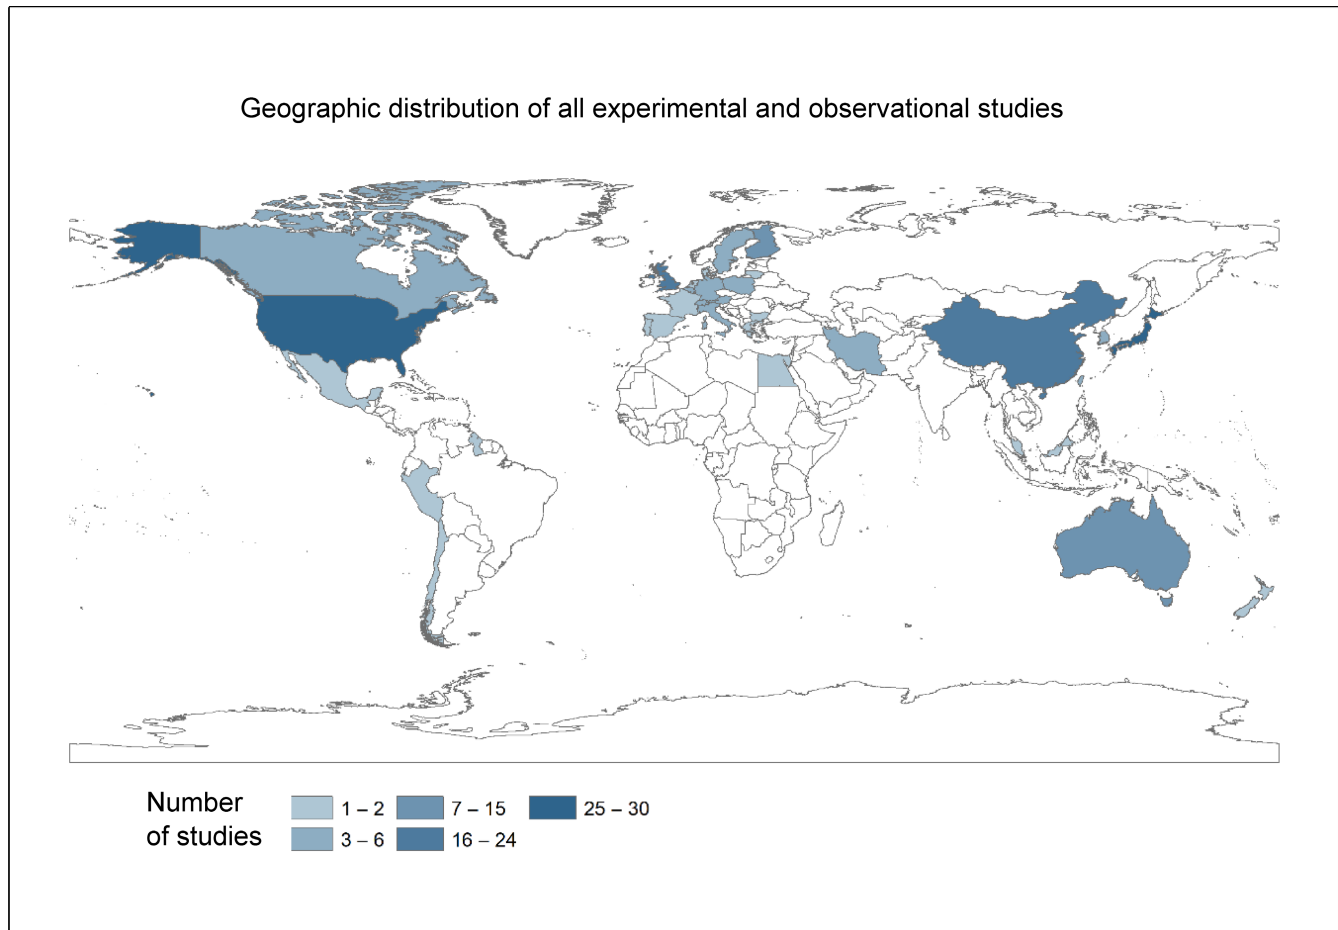 Geographic distribution of all experimental and observational studies
Number
of studies
1 – 2
7 – 15
25 – 30
3 – 6
16 – 24